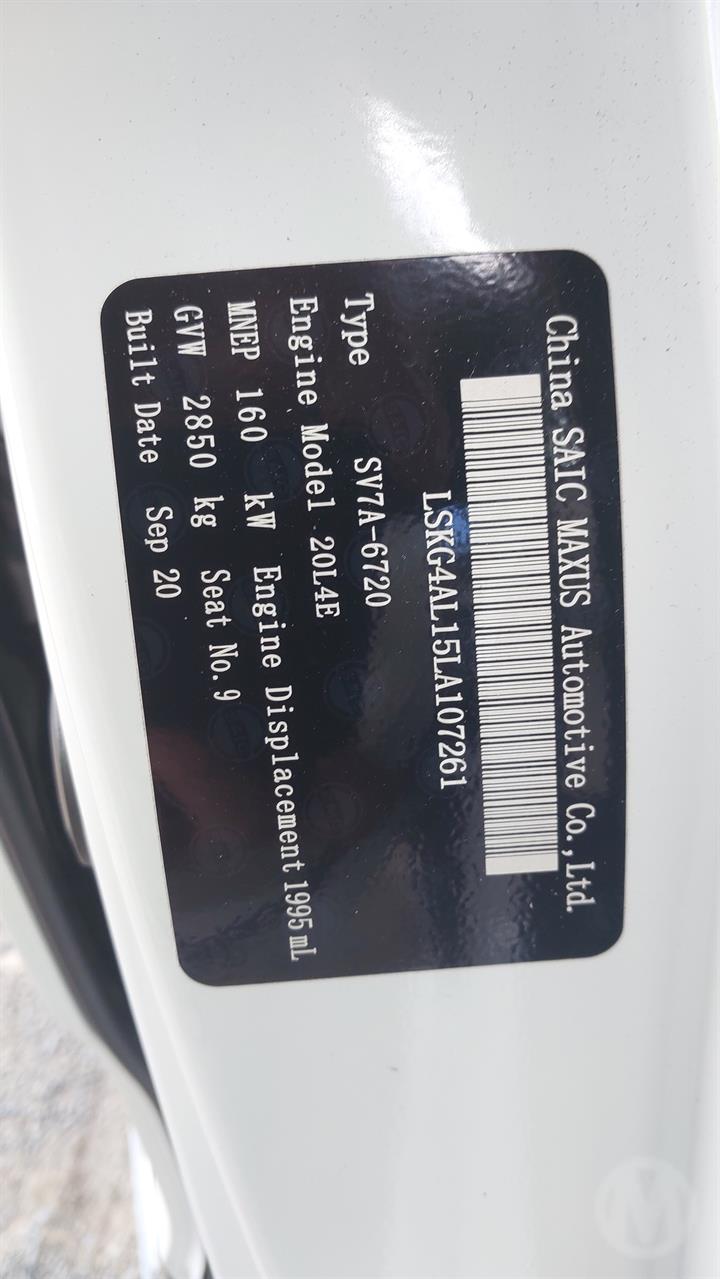 China SAIC MAXUS Automotive Co.,Ltd.
LSKG4AL15LA107261
Type SV7A-6720
Engine Model 20L4E
MNEP 160 kW Engine Displacement 1995 mL
GVW 2850 kg Seat No. 9
Built Date Sep 20
M